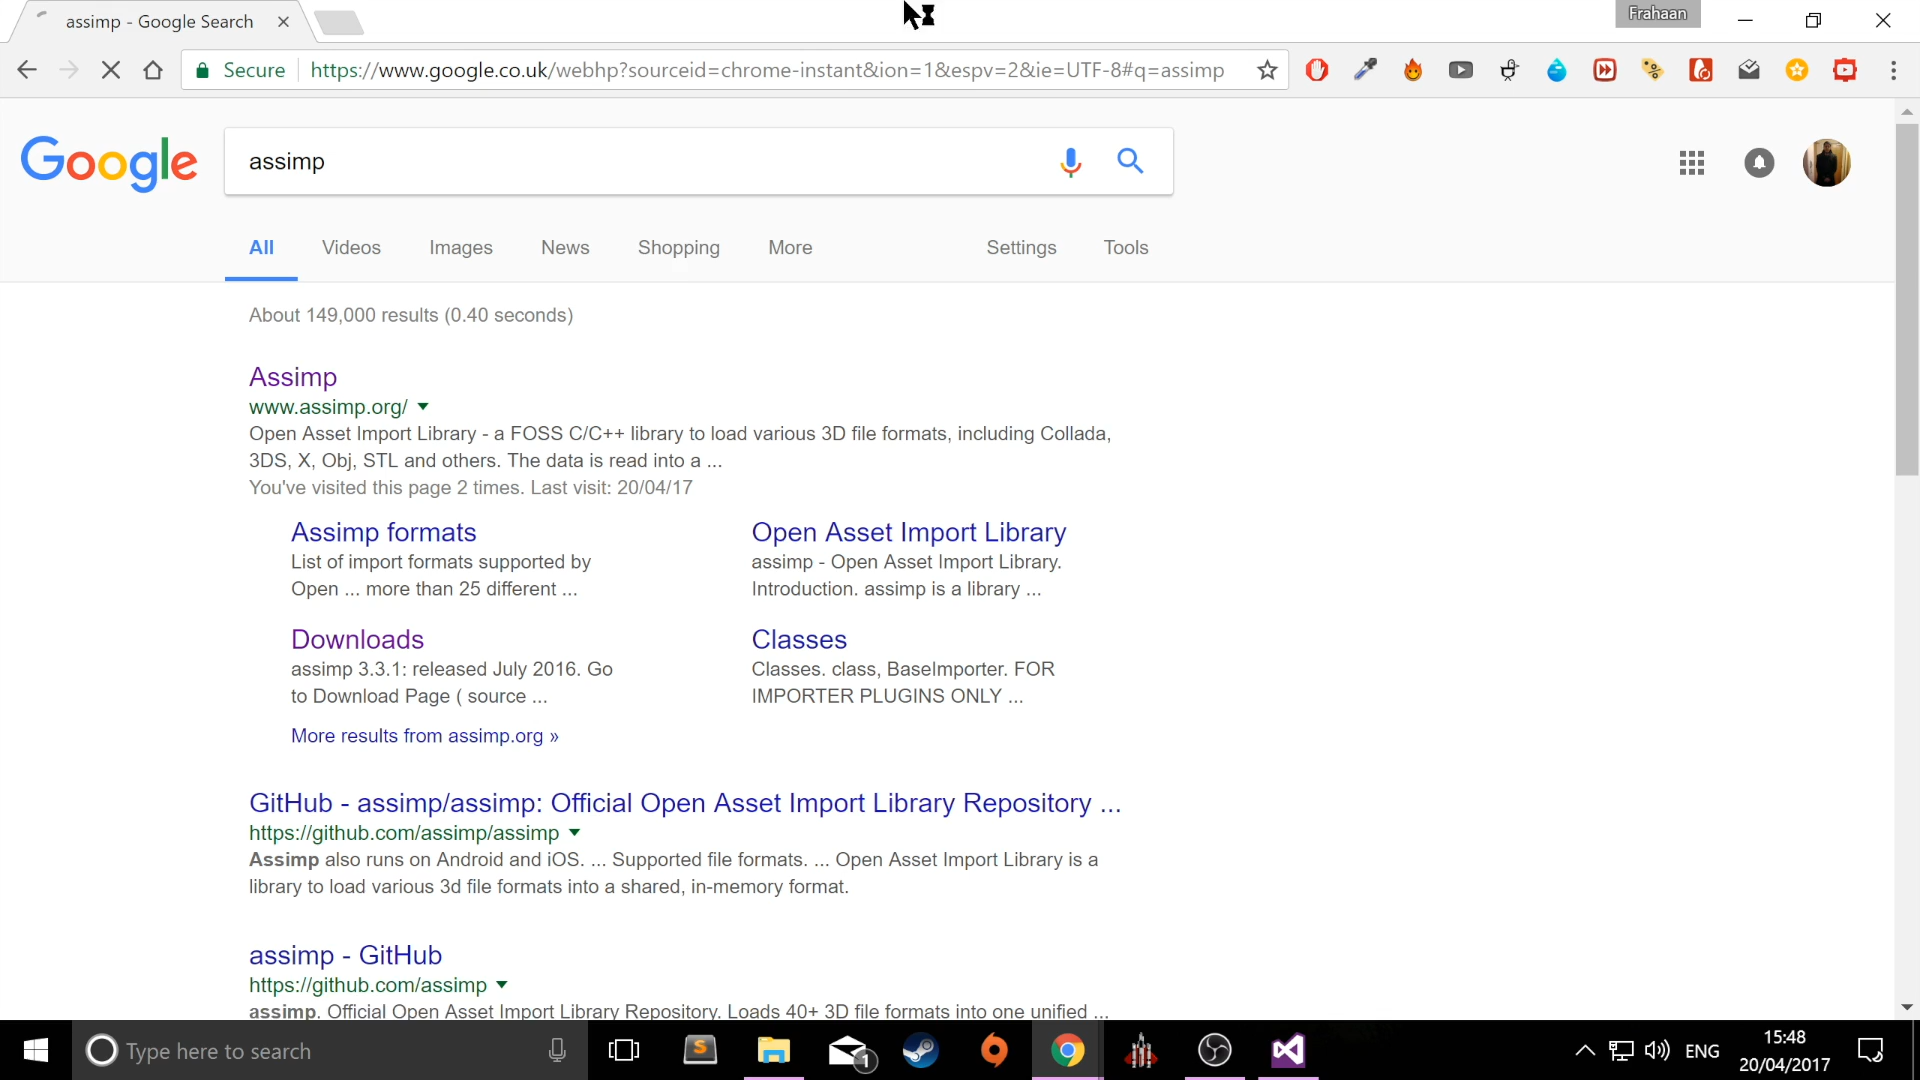 assimp - Google Search
Frahaan
Secure
https://www.google.co.uk/webhp?sourceid=chrome-instant&ion=1&espv=2&ie=UTF-8#q=assimp
Google
assimp
All
Videos
Images
News
Shopping
More
Settings
Tools
About 149,000 results (0.40 seconds)
Assimp
www.assimp.org/
Open Asset Import Library - a FOSS C/C++ library to load various 3D file formats, including Collada,
3DS, X, Obj, STL and others. The data is read into a ...
You've visited this page 2 times. Last visit: 20/04/17
Assimp formats
List of import formats supported by
Open ... more than 25 different ...
Open Asset Import Library
assimp - Open Asset Import Library.
Introduction. assimp is a library ...
Downloads
assimp 3.3.1: released July 2016. Go
to Download Page ( source ...
Classes
Classes. class, BaseImporter. FOR
IMPORTER PLUGINS ONLY ...
More results from assimp.org »
GitHub - assimp/assimp: Official Open Asset Import Library Repository ...
https://github.com/assimp/assimp
Assimp also runs on Android and iOS. ... Supported file formats. ... Open Asset Import Library is a
library to load various 3d file formats into a shared, in-memory format.
assimp - GitHub
https://github.com/assimp
assimp. Official Open Asset Import Library Repository. Loads 40+ 3D file formats into one unified ...
Type here to search
S
1
ENG
15:48
20/04/2017